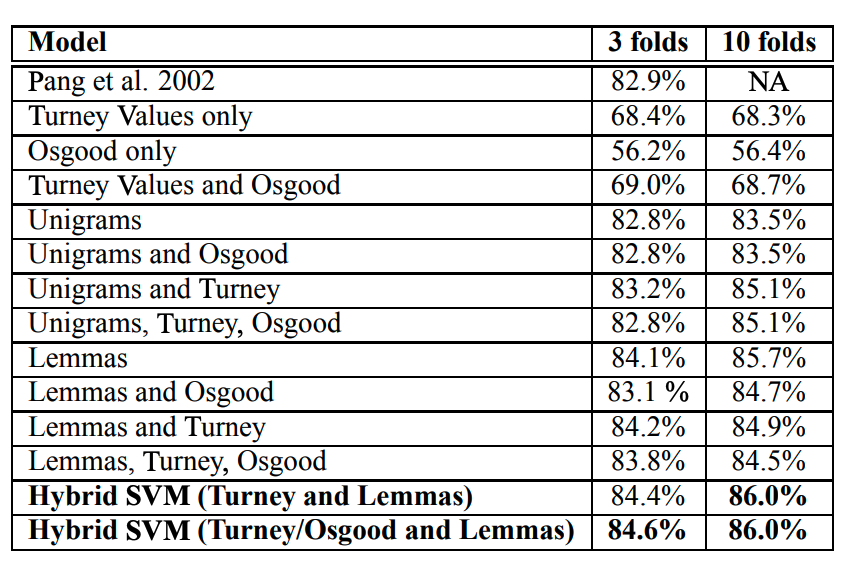 Model 3 folds 10 folds
Pang et al. 2002 82.9% NA
Turney Values only 68.4% 68.3%
Osgood only 56.2% 56.4%
Turney Values and Osgood 69.0% 68.7%
Unigrams 82.8% 83.5%
Unigrams and Osgood 82.8% 83.5%
Unigrams and Turney 83.2% 85.1%
Unigrams, Turney, Osgood 82.8% 85.1%
Lemmas 84.1% 85.7%
Lemmas and Osgood 83.1 % 84.7%
Lemmas and Turney 84.2% 84.9%
Lemmas, Turney, Osgood 83.8% 84.5%
Hybrid SVM (Turney and Lemmas) 84.4% 86.0%
Hybrid SVM (Turney/Osgood and Lemmas) 84.6% 86.0%